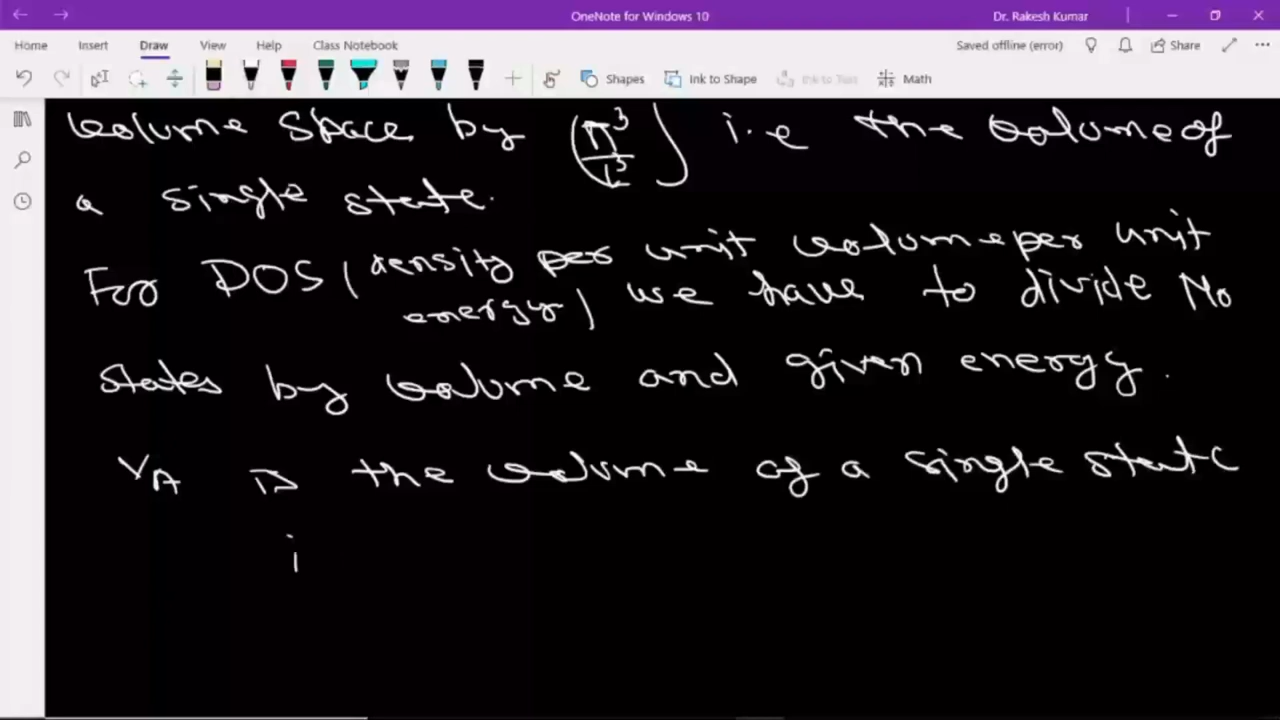 OneNote for Windows 10
Dr. Rakesh Kumar
Home Insert Draw View Help Class Notebook
Saved offline (error) Share
Shapes Ink to Shape Ink to Text Math
volume space by (π³/L³) i.e the volume of
a single state.
For DOS (density per unit volume per unit
energy) we have to divide No
states by volume and given energy.
V_A is the volume of a single state
i